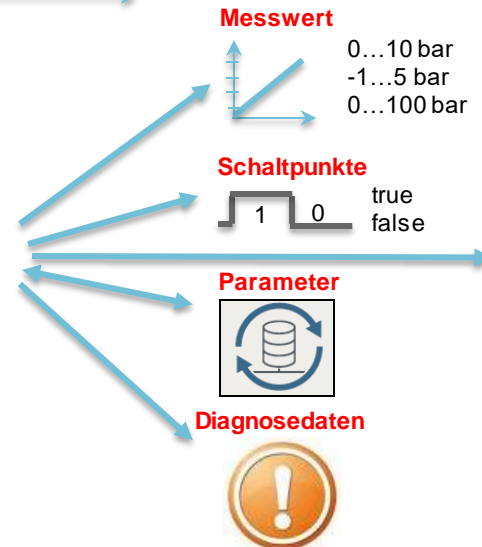 Messwert
0…10 bar
-1…5 bar
0…100 bar
Schaltpunkte
1 0
true
false
Parameter
Diagnosedaten